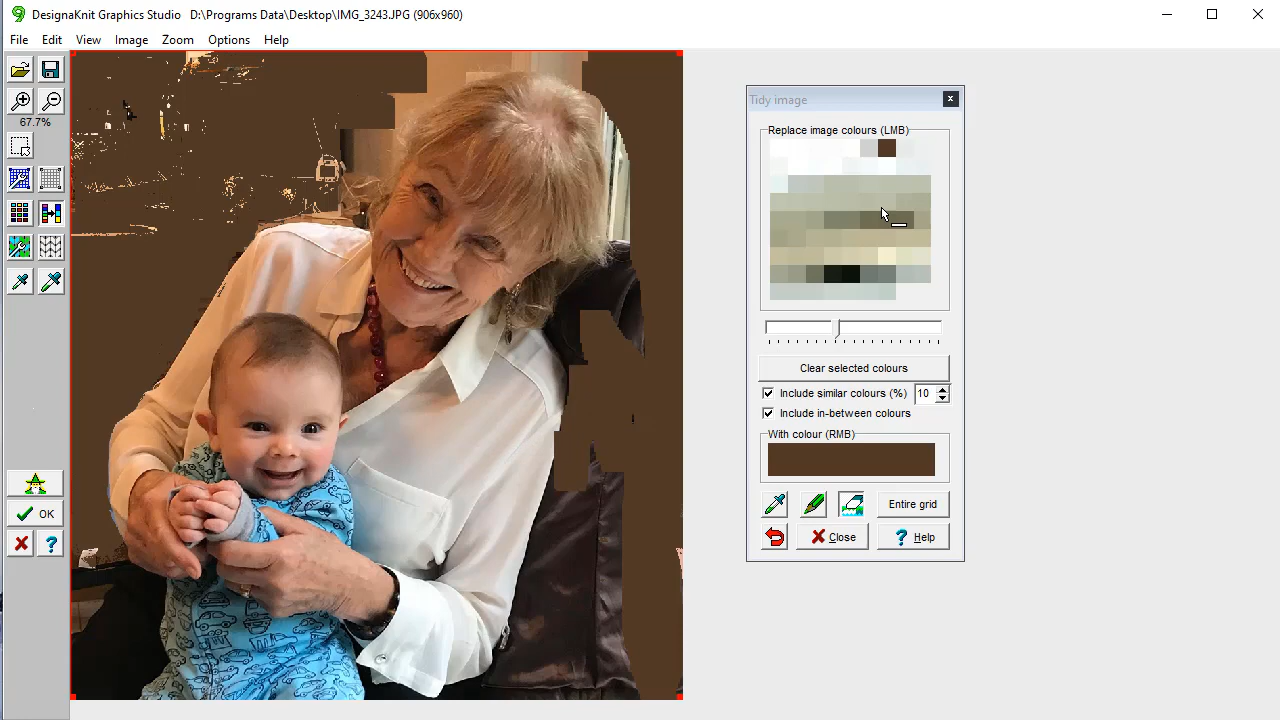 DesignaKnit Graphics Studio D:\Programs Data\Desktop\IMG_3243.JPG (906x960)
File Edit View Image Zoom Options Help
67.7%
OK
Tidy image
Replace image colours (LMB)
Clear selected colours
Include similar colours (%) 10
Include in-between colours
With colour (RMB)
Entire grid
Close Help